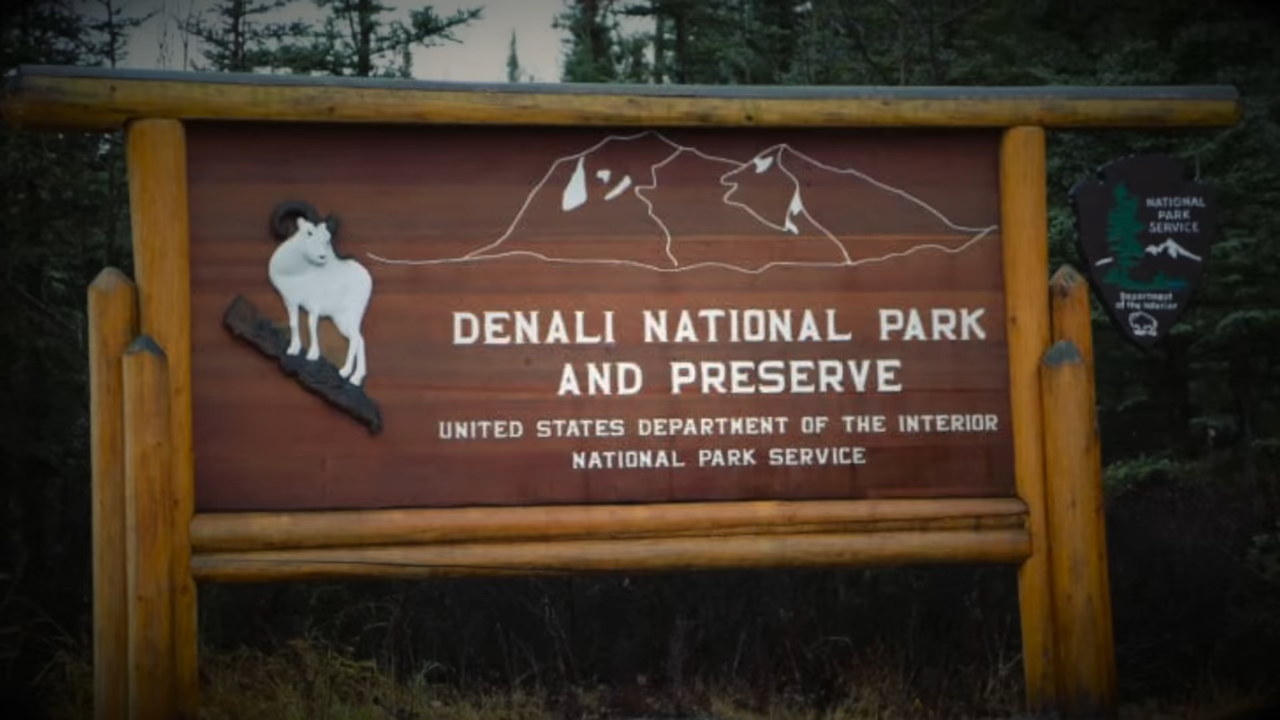 DENALI NATIONAL PARK
AND PRESERVE
UNITED STATES DEPARTMENT OF THE INTERIOR
NATIONAL PARK SERVICE
NATIONAL
PARK
SERVICE
Department
of the Interior